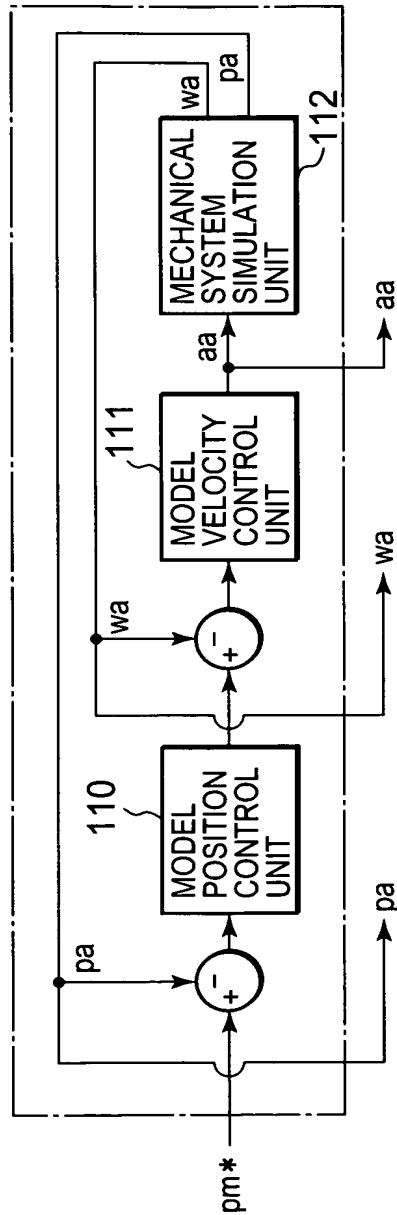 pm*
pa
pa
110
MODEL
POSITION
CONTROL
UNIT
wa
wa
111
MODEL
VELOCITY
CONTROL
UNIT
aa
aa
MECHANICAL
SYSTEM
SIMULATION
UNIT
112
wa
pa
+
-
+
-